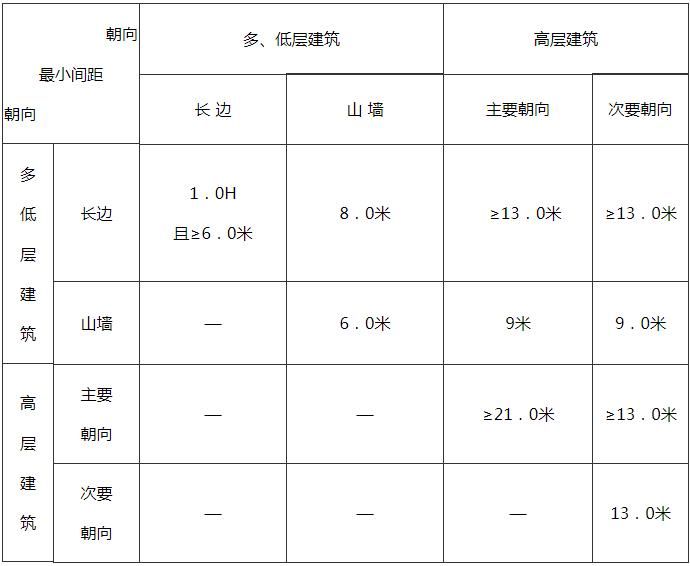 朝向
最小间距
朝向
多、低层建筑
高层建筑
长 边
山 墙
主要朝向
次要朝向
多
低
层
建
筑
长边
1．0H
且≥6．0米
8．0米
≥13．0米
≥13．0米
山墙
—
6．0米
9米
9．0米
高
层
建
筑
主要
朝向
—
—
≥21．0米
≥13．0米
次要
朝向
—
—
—
13．0米